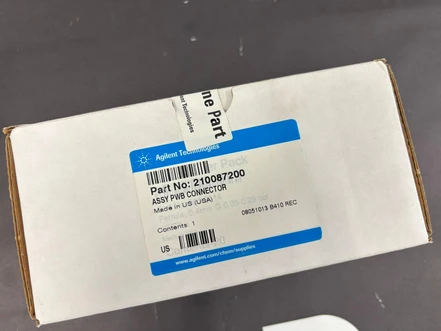 ne Part
Agilent Technologies
Agilent Technologies
Part No: 210087200
ASSY PWB CONNECTOR
Made in US (USA)
Contents: 1
08051013 B410 REC
US
www.agilent.com/chem/supplies